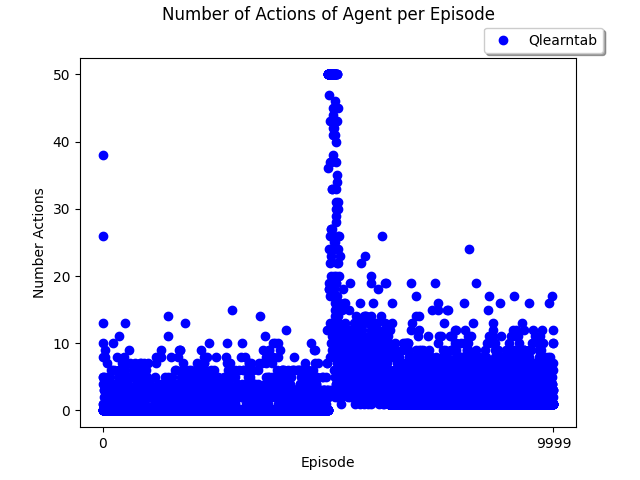 Number of Actions of Agent per Episode
Qlearntab
50
40
30
20
10
0
Number Actions
0
9999
Episode